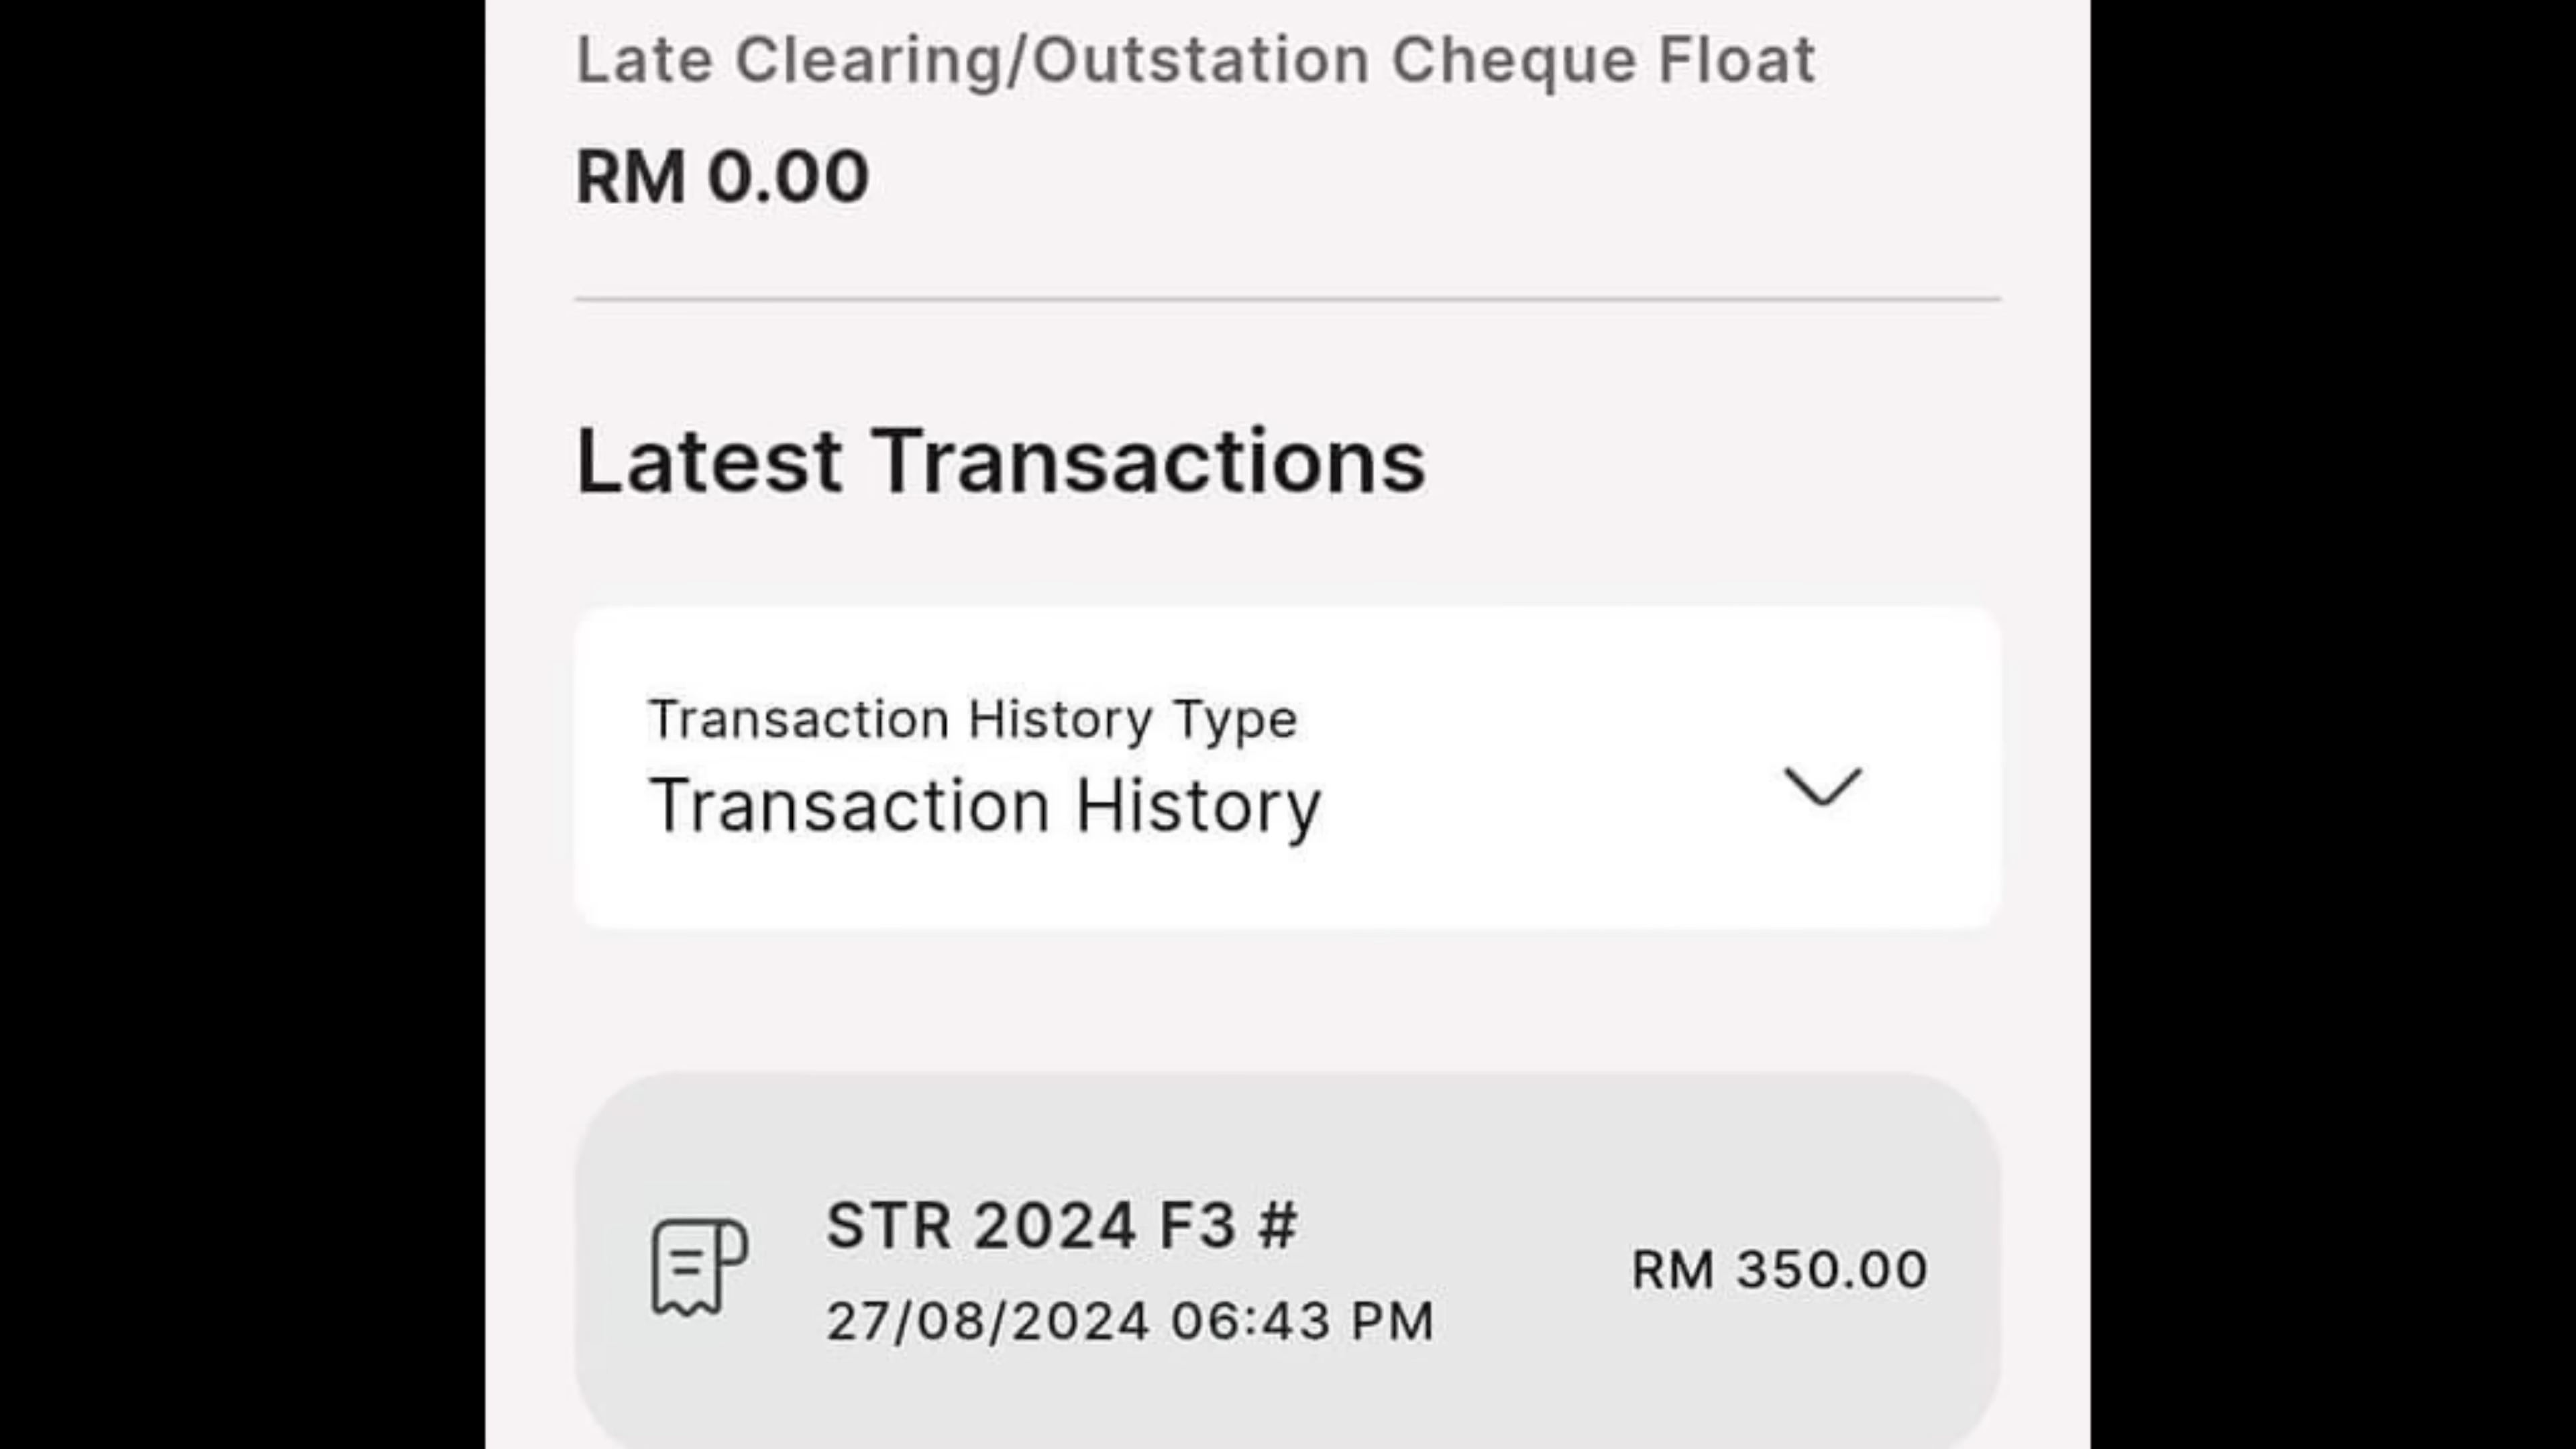 Late Clearing/Outstation Cheque Float
RM 0.00
Latest Transactions
Transaction History Type
Transaction History
STR 2024 F3 #
RM 350.00
27/08/2024 06:43 PM